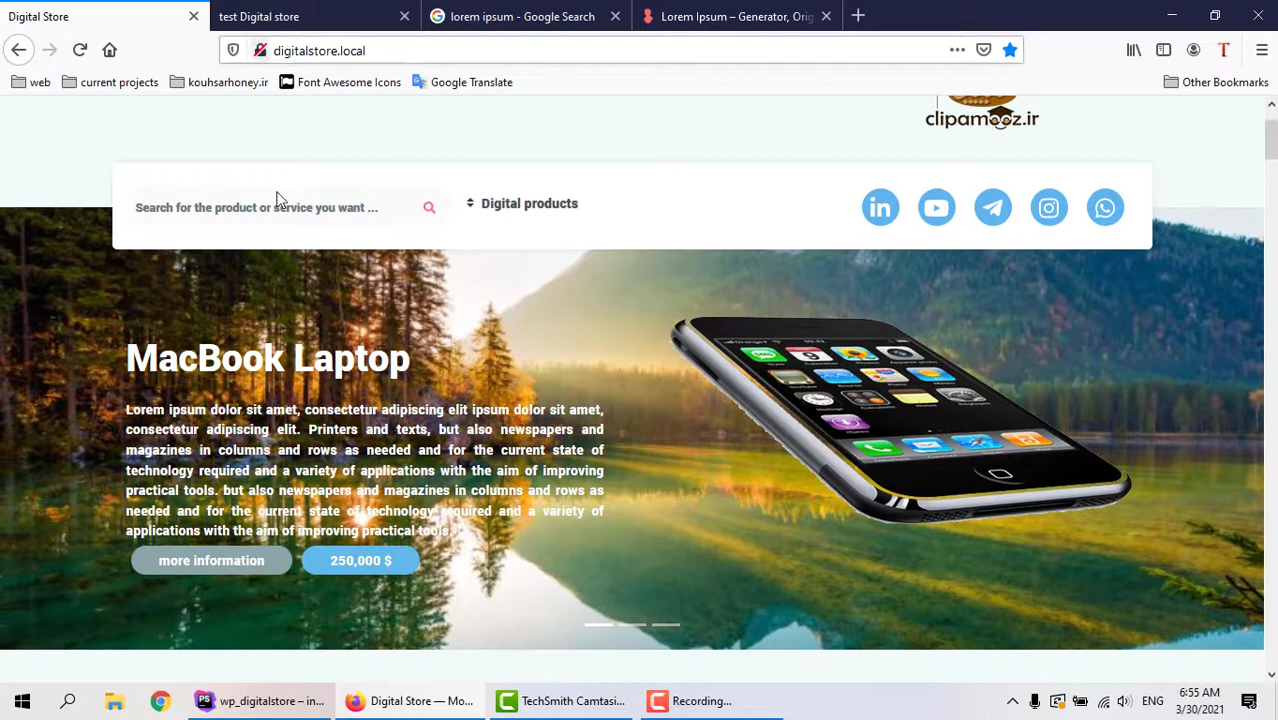 Digital Store
test Digital store
lorem ipsum - Google Search
Lorem Ipsum – Generator, Orig
digitalstore.local
web
current projects
kouhsarhoney.ir
Font Awesome Icons
Google Translate
Other Bookmarks
clipamooz.ir
Search for the product or service you want ...
Digital products
MacBook Laptop
Lorem ipsum dolor sit amet, consectetur adipiscing elit ipsum dolor sit amet,
consectetur adipiscing elit. Printers and texts, but also newspapers and
magazines in columns and rows as needed and for the current state of
technology required and a variety of applications with the aim of improving
practical tools. but also newspapers and magazines in columns and rows as
needed and for the current state of technology required and a variety of
applications with the aim of improving practical tools.
more information
250,000 $
wp_digitalstore – in...
Digital Store — Mo...
TechSmith Camtasi...
Recording...
ENG
6:55 AM
3/30/2021